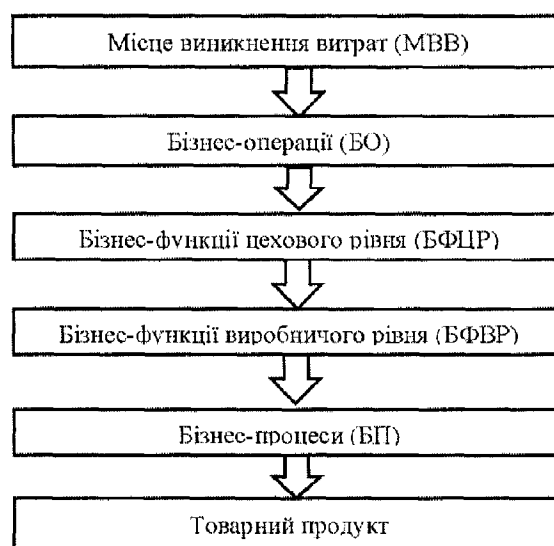 Місце виникнення витрат (МВВ)
Бізнес-операції (БО)
Бізнес-функції цехового рівня (БФЦР)
Бізнес-функції виробничого рівня (БФВР)
Бізнес-процеси (БП)
Товарний продукт